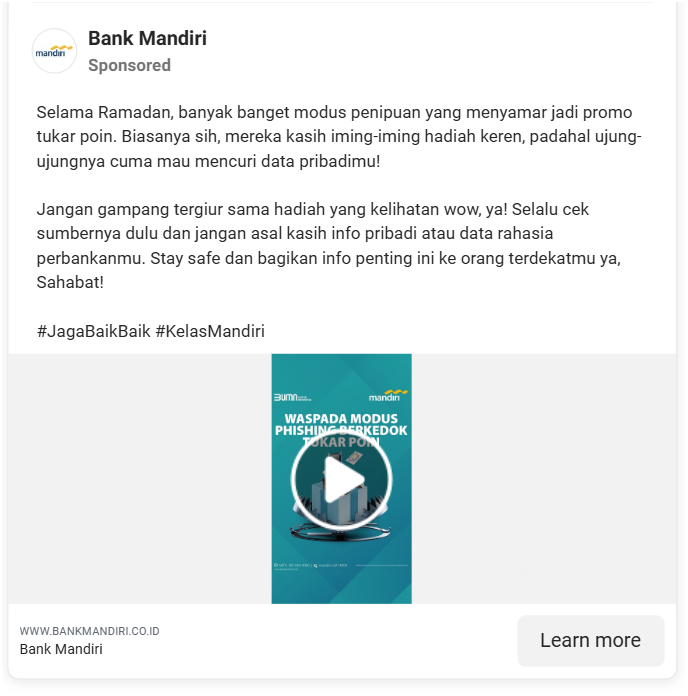 mandiri
Bank Mandiri
Sponsored
Selama Ramadan, banyak banget modus penipuan yang menyamar jadi promo
tukar poin. Biasanya sih, mereka kasih iming-iming hadiah keren, padahal ujung-
ujungnya cuma mau mencuri data pribadimu!
Jangan gampang tergiur sama hadiah yang kelihatan wow, ya! Selalu cek
sumbernya dulu dan jangan asal kasih info pribadi atau data rahasia
perbankanmu. Stay safe dan bagikan info penting ini ke orang terdekatmu ya,
Sahabat!
#JagaBaikBaik #KelasMandiri
BUMN
mandiri
WASPADA MODUS
PHISHING BERKEDOK
TUKAR POIN
WWW.BANKMANDIRI.CO.ID
Bank Mandiri
Learn more